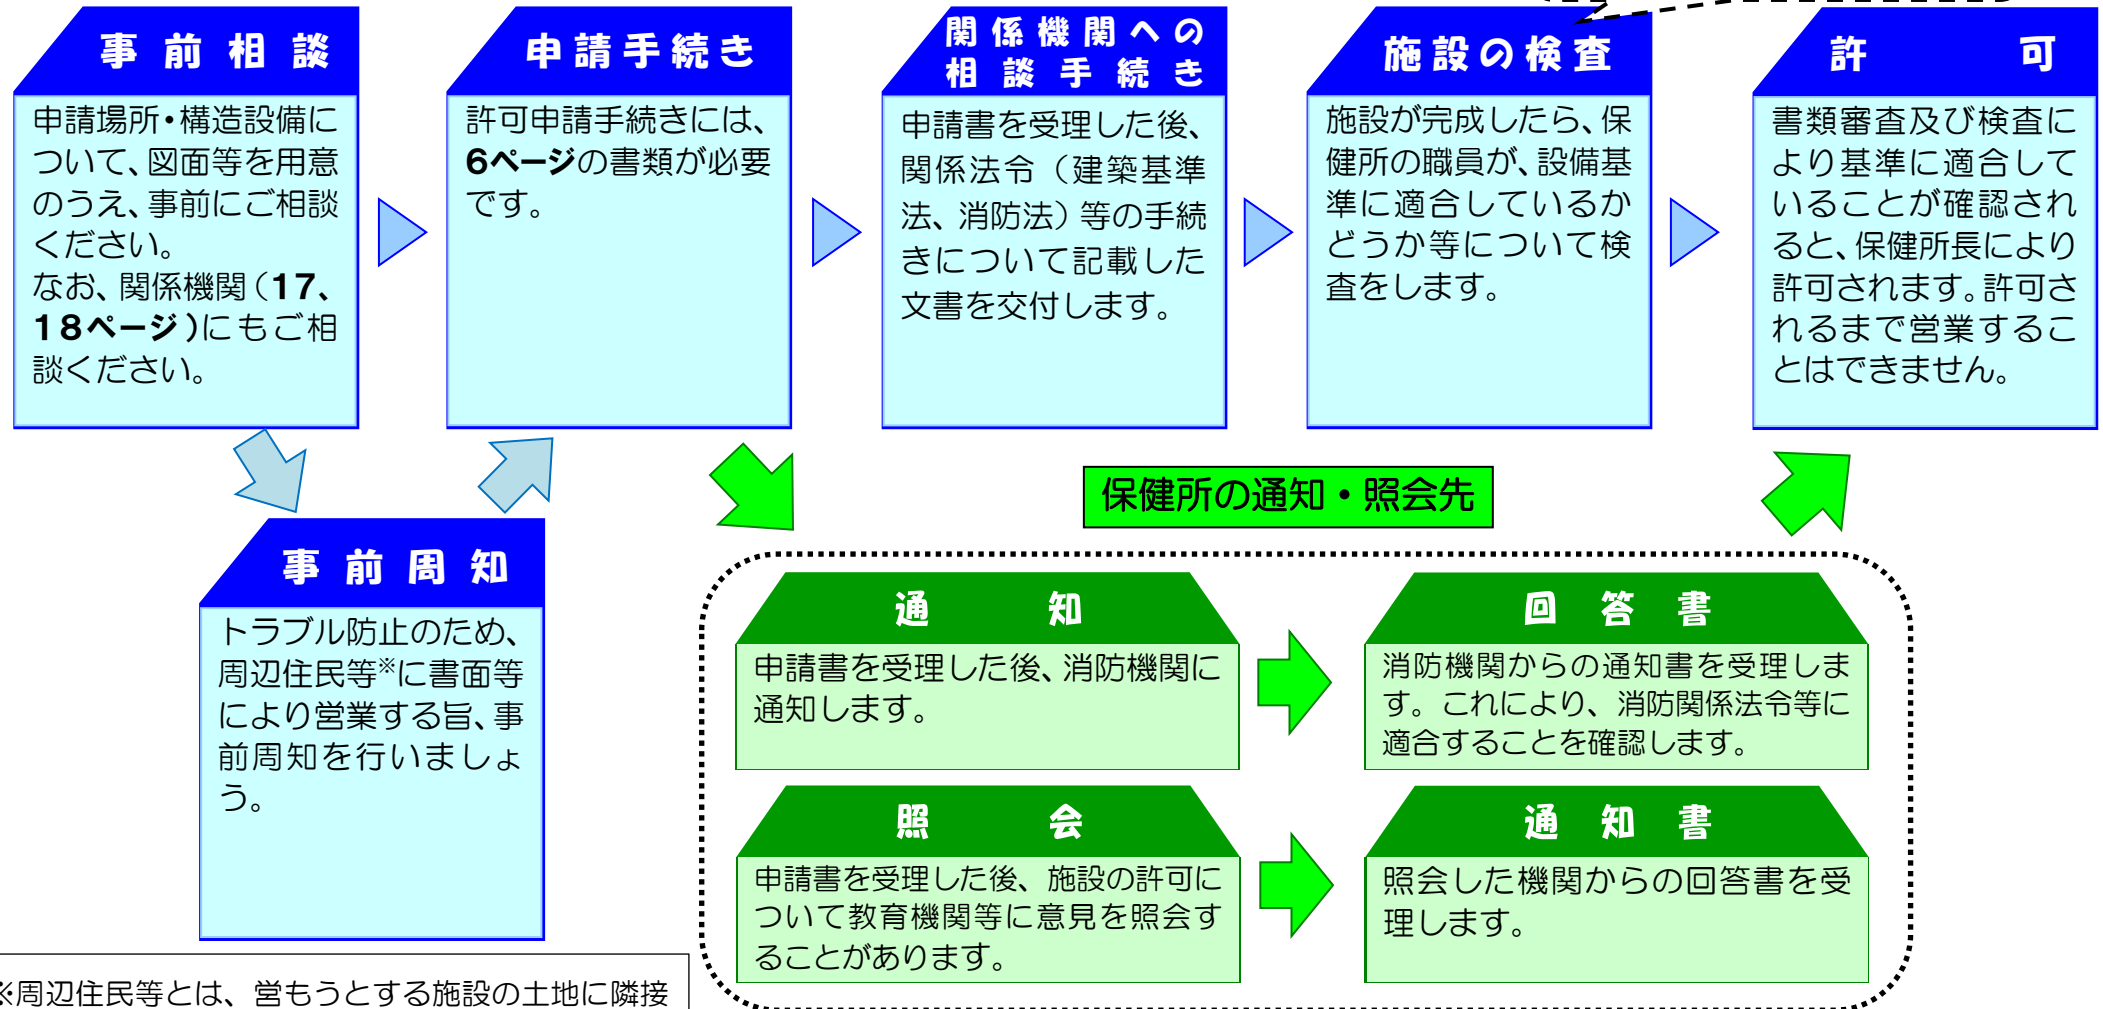 事前相談
申請場所・構造設備に
ついて、図面等を用意
のうえ、事前にご相談
ください。
なお、関係機関（17、
18ページ）にもご相
談ください。
申請手続き
許可申請手続きには、
6ページの書類が必要
です。
関係機関への
相談手続き
申請書を受理した後、
関係法令（建築基準
法、消防法）等の手続
きについて記載した
文書を交付します。
施設の検査
施設が完成したら、保
健所の職員が、設備基
準に適合しているか
どうか等について検
査をします。
許可
書類審査及び検査に
より基準に適合して
いることが確認され
ると、保健所長により
許可されます。許可さ
れるまで営業するこ
とはできません。
事前周知
トラブル防止のため、
周辺住民等※に書面等
により営業する旨、事
前周知を行いましょ
う。
保健所の通知・照会先
通知
申請書を受理した後、消防機関に
通知します。
回答書
消防機関からの通知書を受理しま
す。これにより、消防関係法令等に
適合することを確認します。
照会
申請書を受理した後、施設の許可に
ついて教育機関等に意見を照会す
ることがあります。
通知書
照会した機関からの回答書を受
理します。
※周辺住民等とは、営もうとする施設の土地に隣接